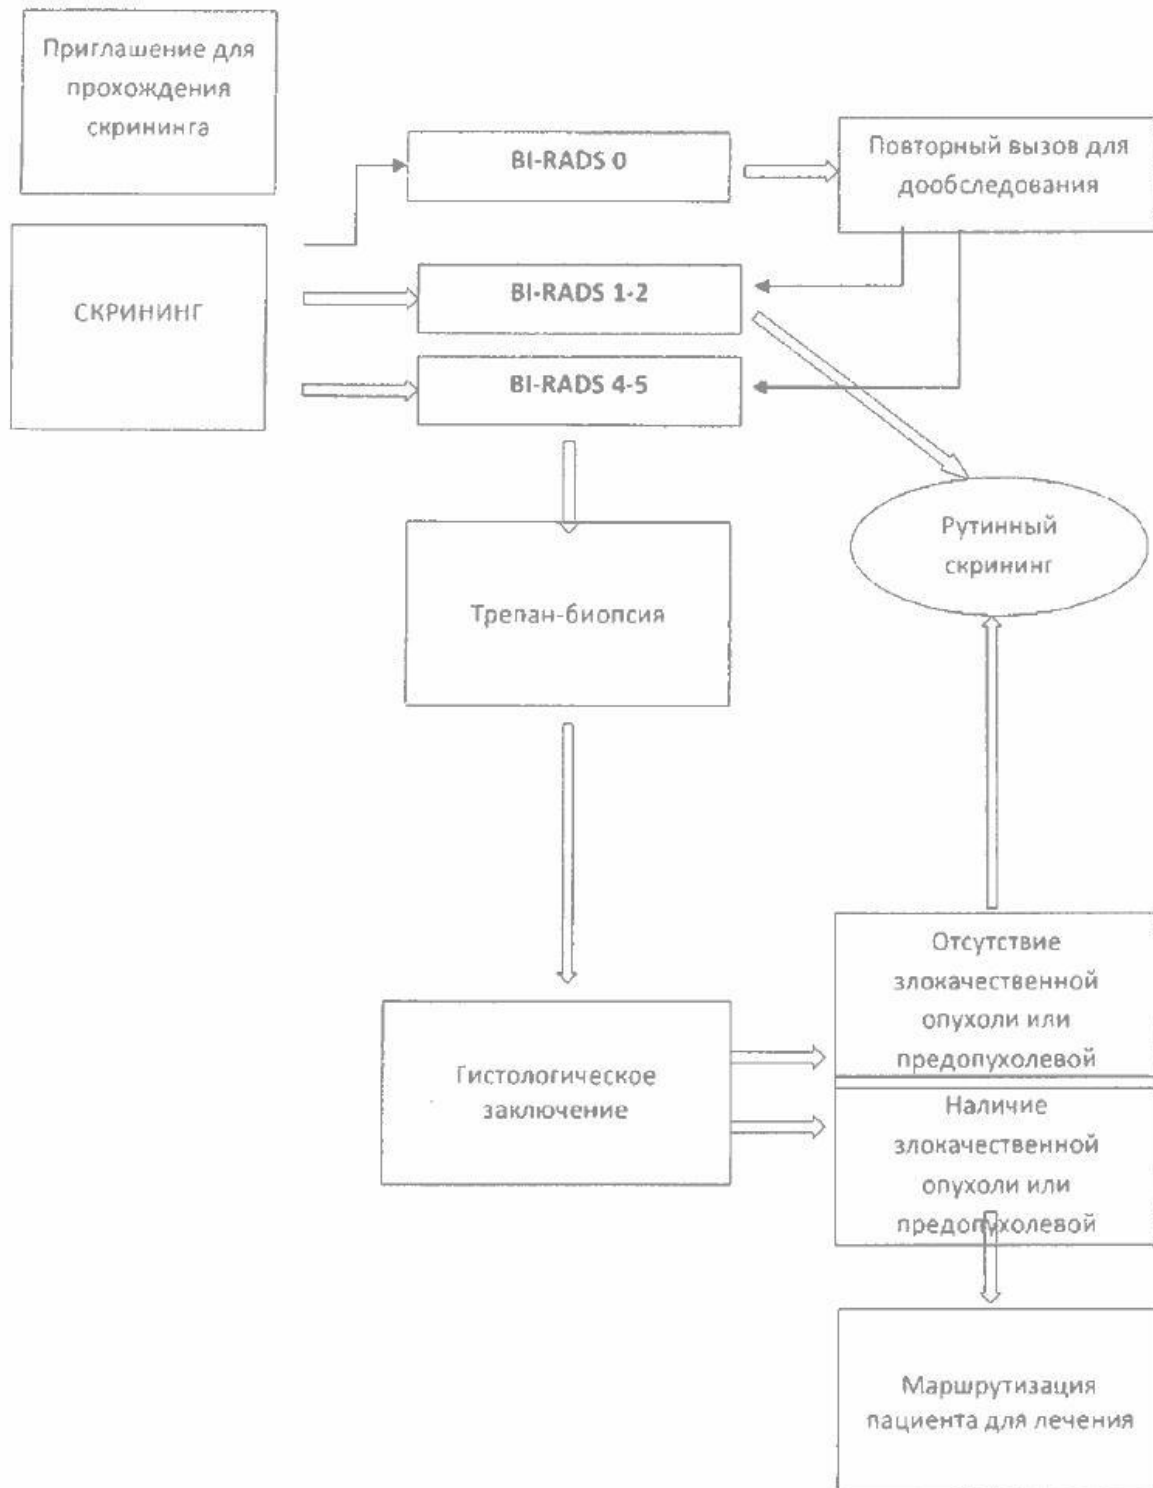 Приглашение для
прохождения
скрининга
BI-RADS 0
Повторный вызов для
дообследования
СКРИНИНГ
BI-RADS 1-2
BI-RADS 4-5
Рутинный
скрининг
Трепан-биопсия
Отсутствие
злокачественной
опухоли или
предопухолевой
Гистологическое
заключение
Наличие
злокачественной
опухоли или
предопухолевой
Маршрутизация
пациента для лечения